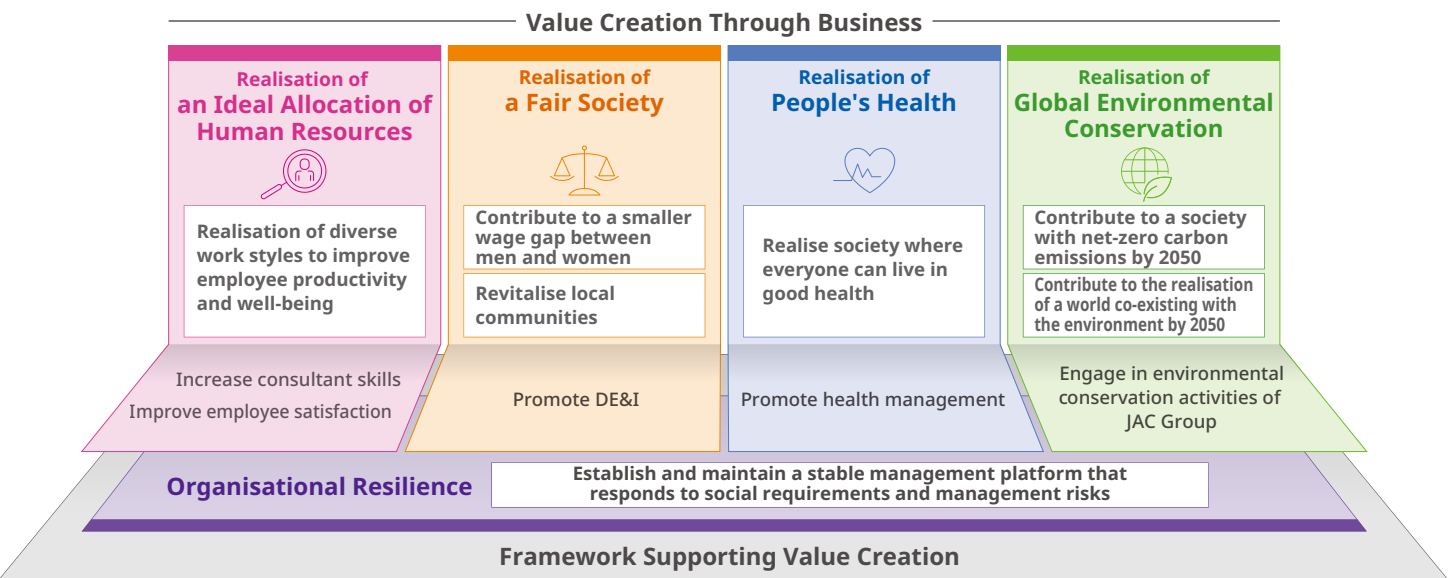 Value Creation Through Business
Realisation of
an Ideal Allocation of
Human Resources
Realisation of diverse
work styles to improve
employee productivity
and well-being
Increase consultant skills
Improve employee satisfaction
Realisation of
a Fair Society
Contribute to a smaller
wage gap between
men and women
Revitalise local
communities
Promote DE&I
Realisation of
People's Health
Realise society where
everyone can live in
good health
Promote health management
Realisation of
Global Environmental
Conservation
Contribute to a society
with net-zero carbon
emissions by 2050
Contribute to the realisation
of a world co-existing with
the environment by 2050
Engage in environmental
conservation activities of
JAC Group
Organisational Resilience
Establish and maintain a stable management platform that
responds to social requirements and management risks
Framework Supporting Value Creation